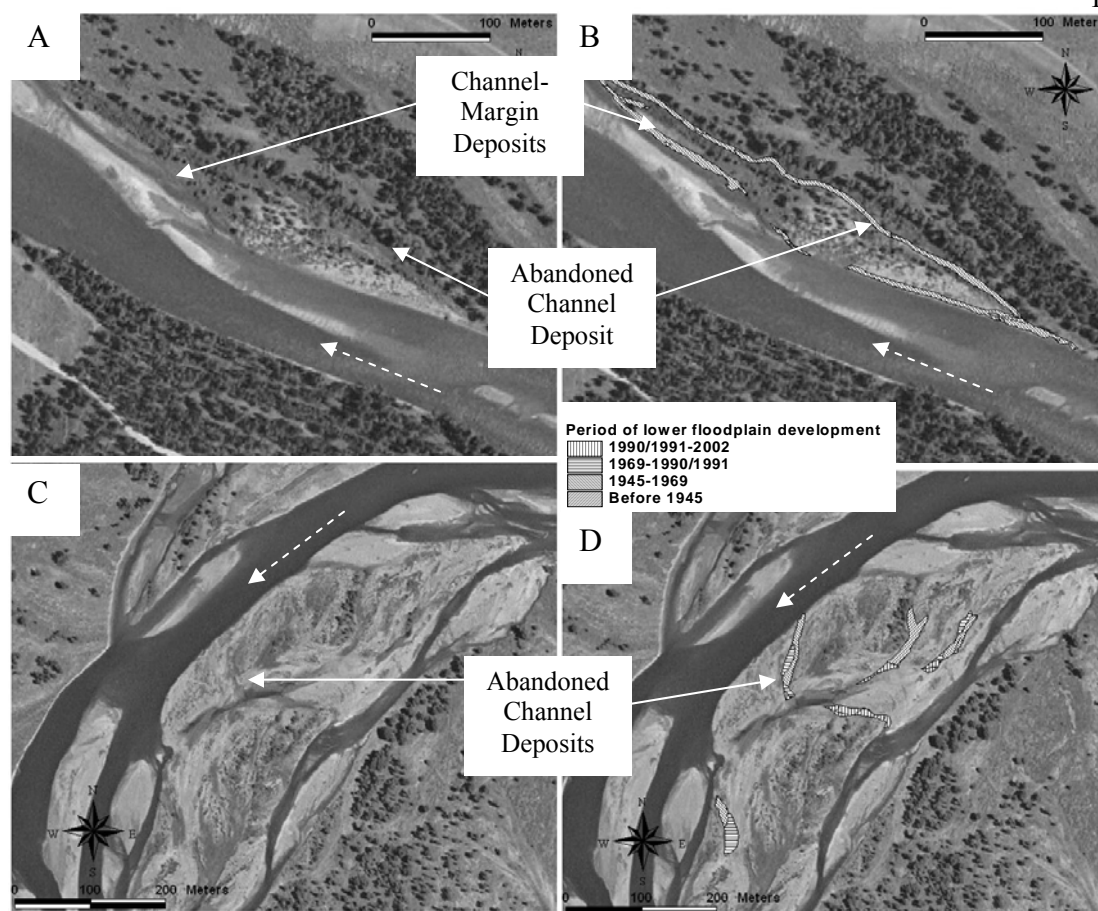 A
0 100 Meters
N
B
0 100 Meters
N
W
S
Channel-
Margin
Deposits
Abandoned
Channel
Deposit
Period of lower floodplain development
1990/1991-2002
1969-1990/1991
1945-1969
Before 1945
C
D
Abandoned
Channel
Deposits
N
W E
S
0 100 200 Meters
N
W E
S
0 100 200 Meters